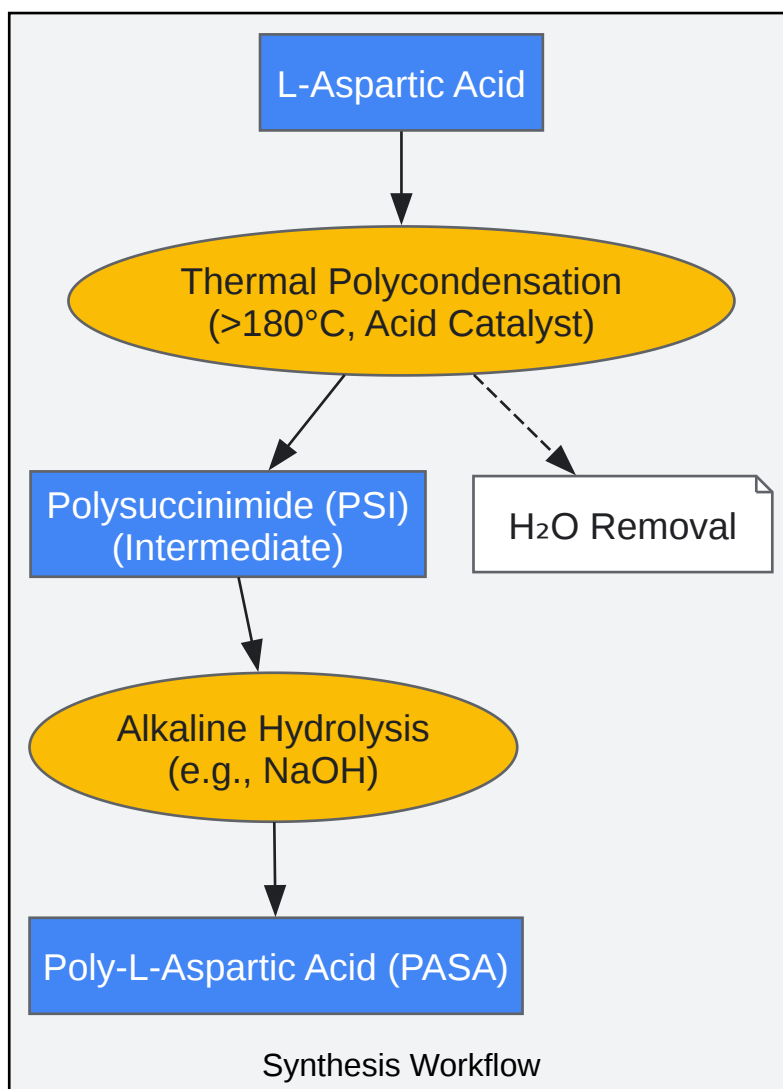 L-Aspartic Acid
Thermal Polycondensation
(>180°C, Acid Catalyst)
Polysuccinimide (PSI)
(Intermediate)
H₂O Removal
Alkaline Hydrolysis
(e.g., NaOH)
Poly-L-Aspartic Acid (PASA)
Synthesis Workflow